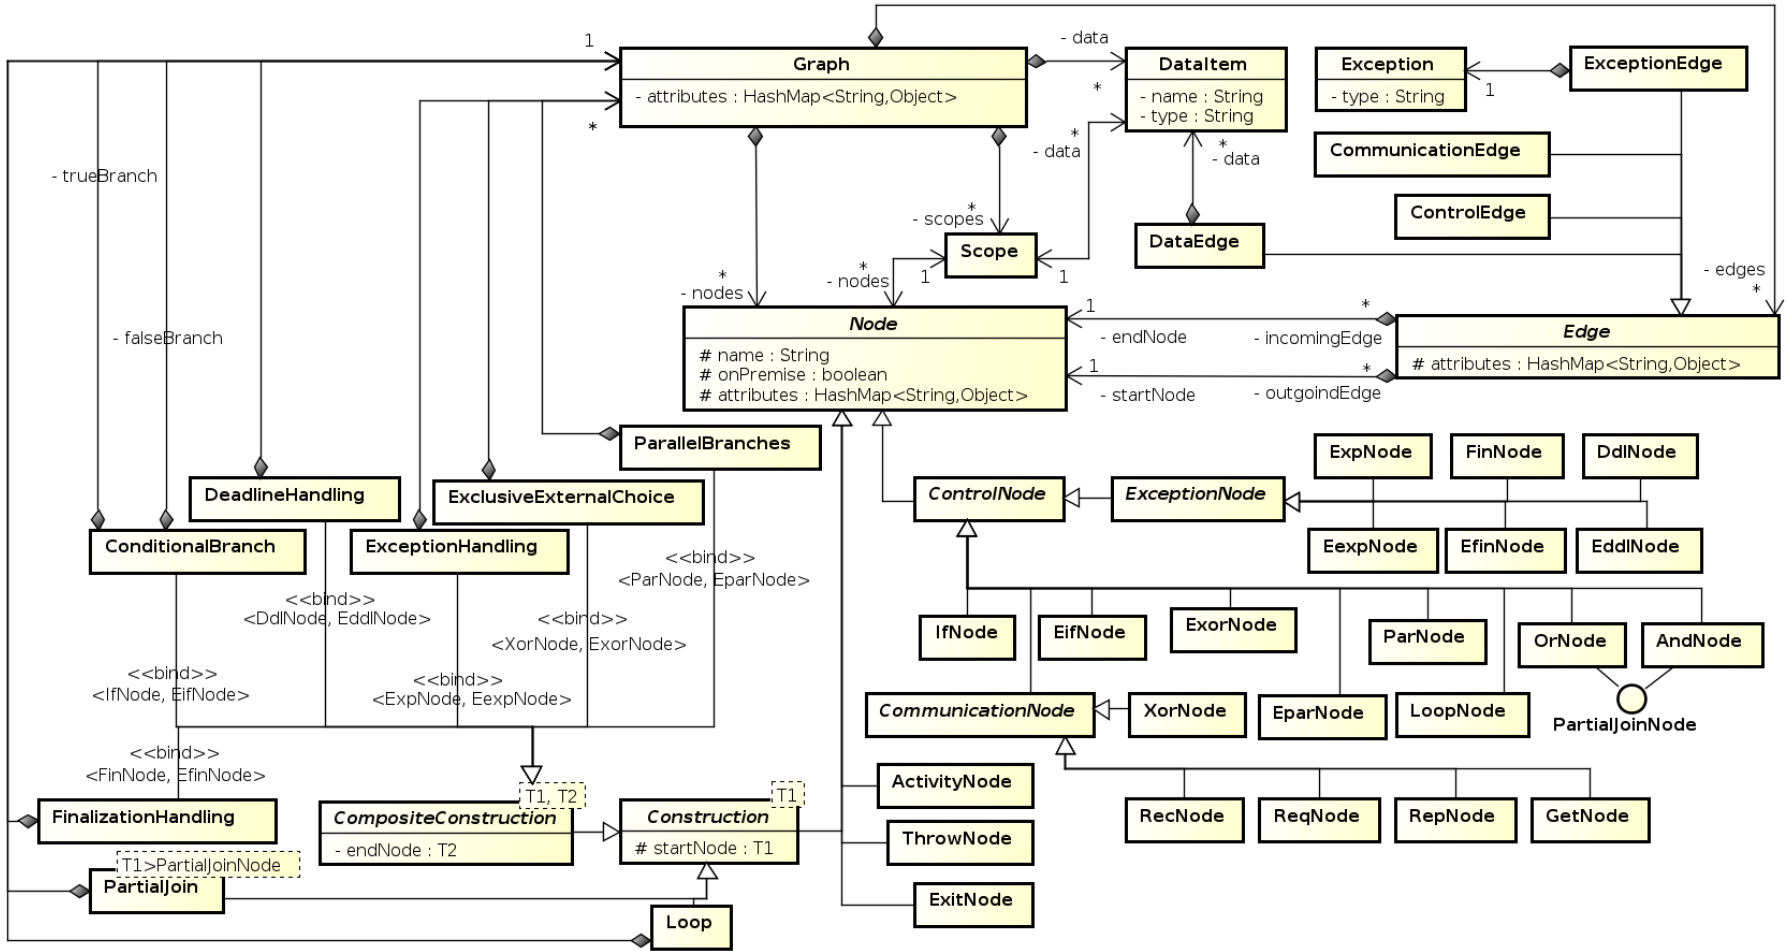 1
Graph
- attributes : HashMap<String,Object>
*
- data
*
DataItem
- name : String
- type : String
Exception
- type : String
1
ExceptionEdge
CommunicationEdge
ControlEdge
*
- data
*
- data
DataEdge
- trueBranch
*
- scopes
Scope
1
1
*
- nodes
*
- nodes
- edges
*
- falseBranch
Node
# name : String
# onPremise : boolean
# attributes : HashMap<String,Object>
1
- endNode
*
- incomingEdge
1
- startNode
*
- outgoindEdge
Edge
# attributes : HashMap<String,Object>
ParallelBranches
DeadlineHandling
ExclusiveExternalChoice
ConditionalBranch
ExceptionHandling
ControlNode
ExceptionNode
ExpNode
FinNode
DdlNode
EexpNode
EfinNode
EddlNode
<<bind>>
<ParNode, EparNode>
<<bind>>
<DdlNode, EddlNode>
<<bind>>
<XorNode, ExorNode>
<<bind>>
<IfNode, EifNode>
<<bind>>
<ExpNode, EexpNode>
<<bind>>
<FinNode, EfinNode>
IfNode
EifNode
ExorNode
ParNode
OrNode
AndNode
CommunicationNode
XorNode
EparNode
LoopNode
PartialJoinNode
ActivityNode
RecNode
ReqNode
RepNode
GetNode
ThrowNode
ExitNode
FinalizationHandling
T1, T2
CompositeConstruction
- endNode : T2
T1
Construction
# startNode : T1
T1>PartialJoinNode
PartialJoin
Loop